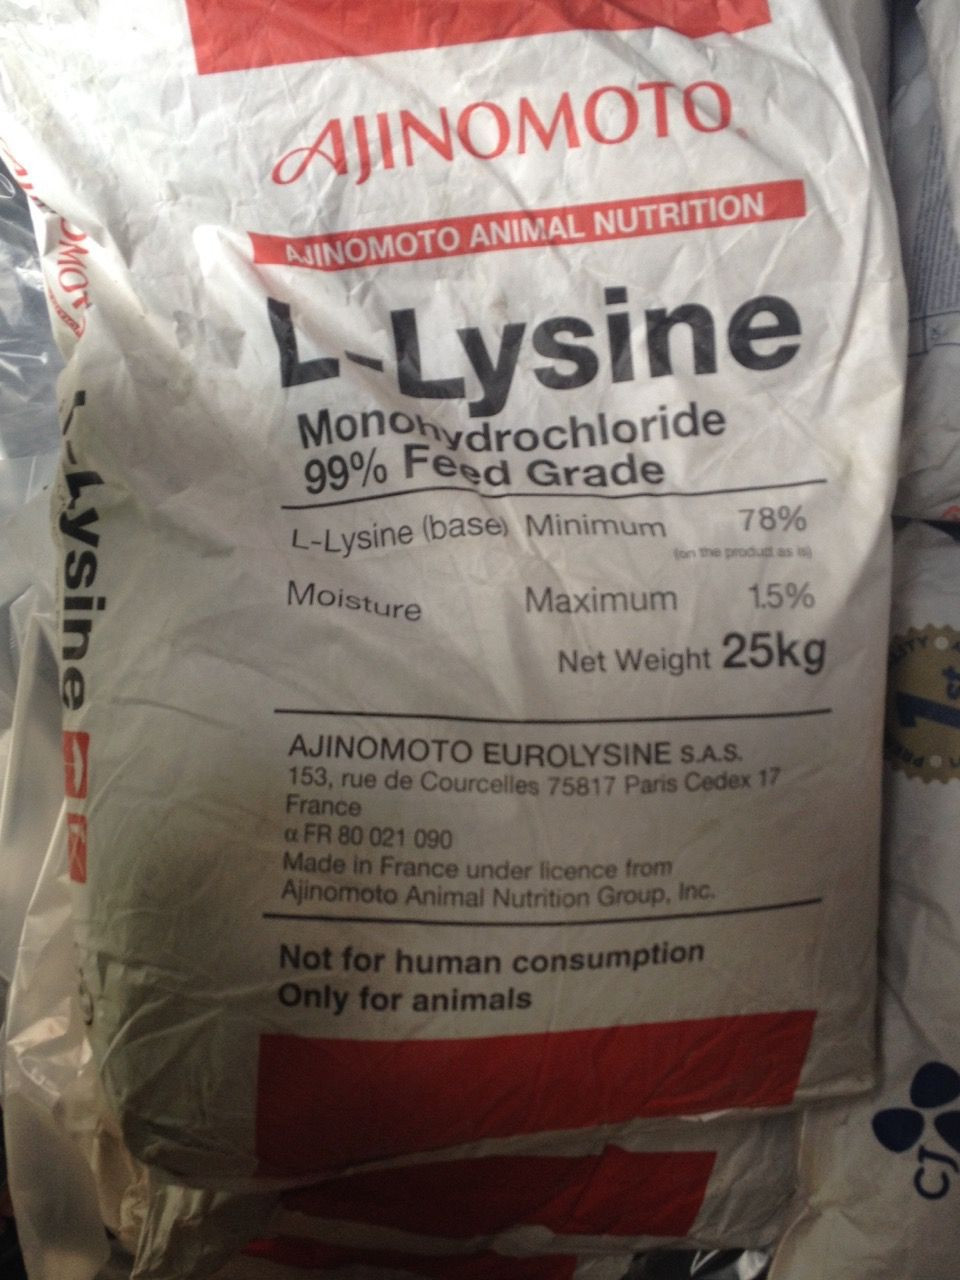 AJINOMOTO
AJINOMOTO ANIMAL NUTRITION
L-Lysine
Monohydrochloride
99% Feed Grade
L-Lysine (base) Minimum 78%
(on the product as is)
Moisture Maximum 1.5%
Net Weight 25kg
AJINOMOTO EUROLYSINE S.A.S.
153, rue de Courcelles 75817 Paris Cedex 17
France
α FR 80 021 090
Made in France under licence from
Ajinomoto Animal Nutrition Group, Inc.
Not for human consumption
Only for animals
L-Lysine
1st
CJ